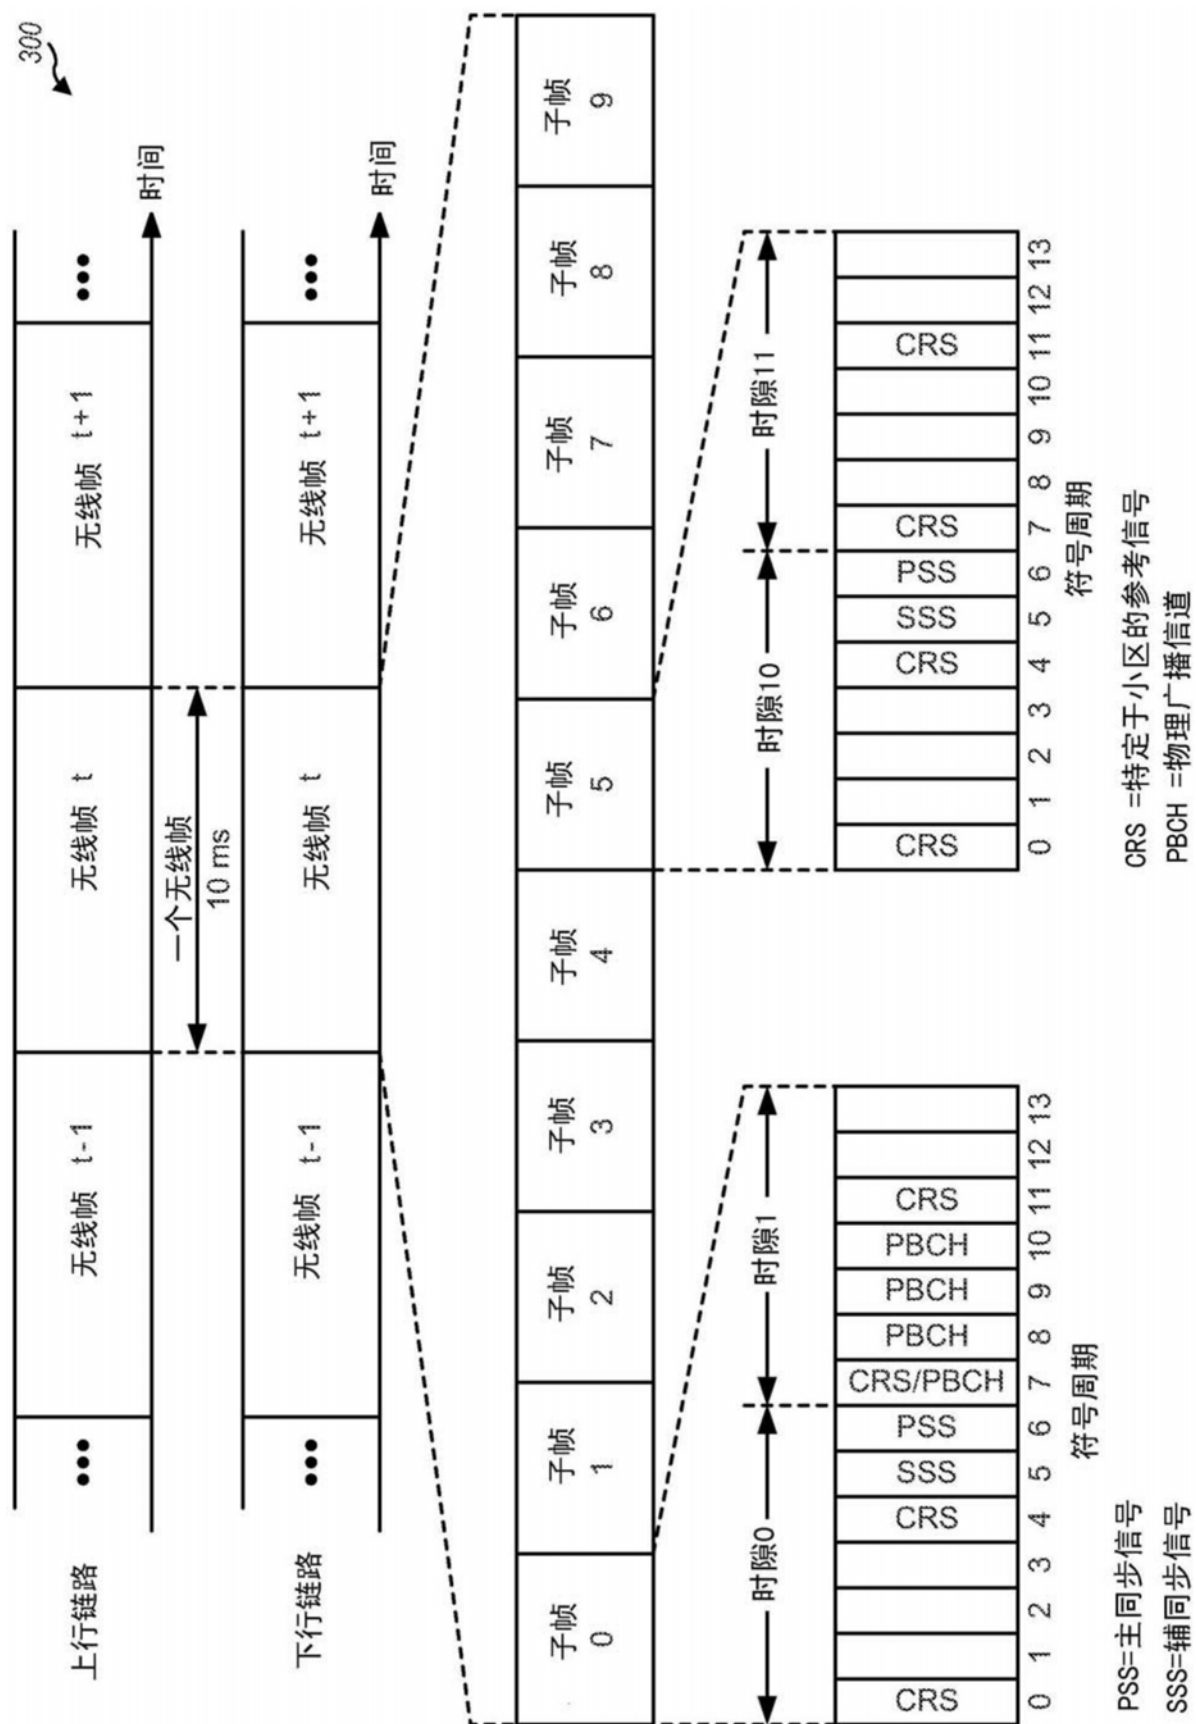 300
上行链路
••• 无线帧 t-1 无线帧 t 无线帧 t+1 •••
时间
一个无线帧
10 ms
下行链路
••• 无线帧 t-1 无线帧 t 无线帧 t+1 •••
时间
子帧 子帧 子帧 子帧 子帧 子帧 子帧 子帧 子帧 子帧
0 1 2 3 4 5 6 7 8 9
时隙0 时隙1
CRS CRS SSS PSS CRS/PBCH PBCH PBCH PBCH CRS
0 1 2 3 4 5 6 7 8 9 10 11 12 13
符号周期
时隙10 时隙11
CRS CRS SSS PSS CRS CRS
0 1 2 3 4 5 6 7 8 9 10 11 12 13
符号周期
PSS=主同步信号
SSS=辅同步信号
CRS =特定于小区的参考信号
PBCH =物理广播信道